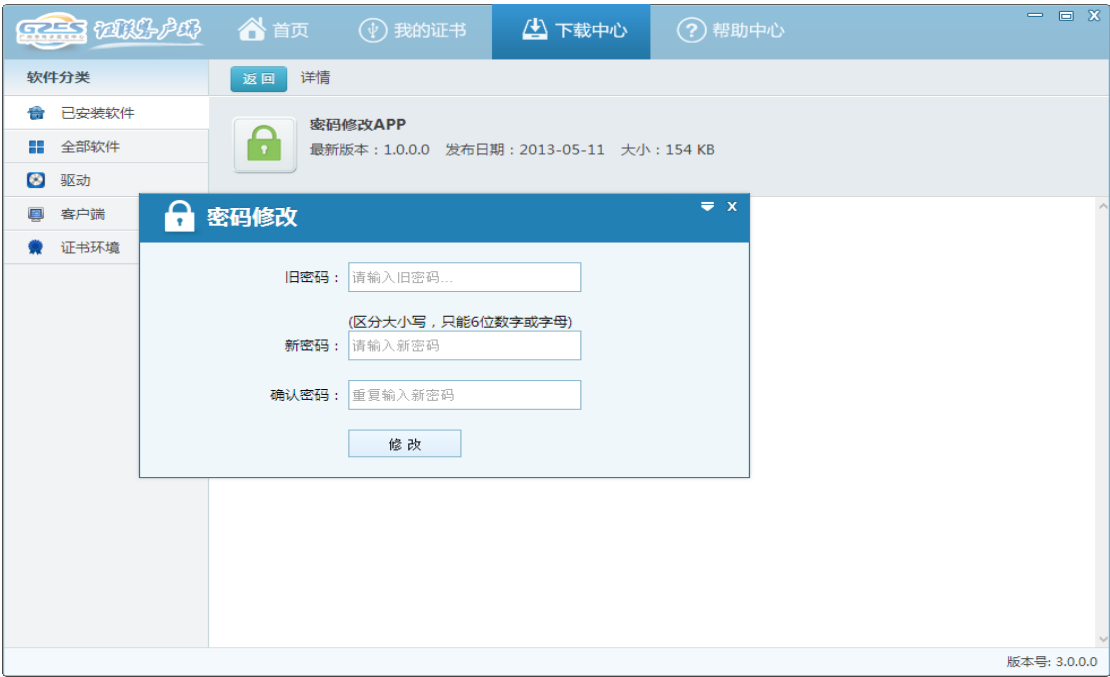 GZES 证联客户端
首页
我的证书
下载中心
帮助中心
软件分类
返回 详情
已安装软件
全部软件
驱动
客户端
证书环境
密码修改APP
最新版本：1.0.0.0 发布日期：2013-05-11 大小：154 KB
密码修改
旧密码： 请输入旧密码...
(区分大小写，只能6位数字或字母)
新密码： 请输入新密码
确认密码： 重复输入新密码
修 改
版本号: 3.0.0.0